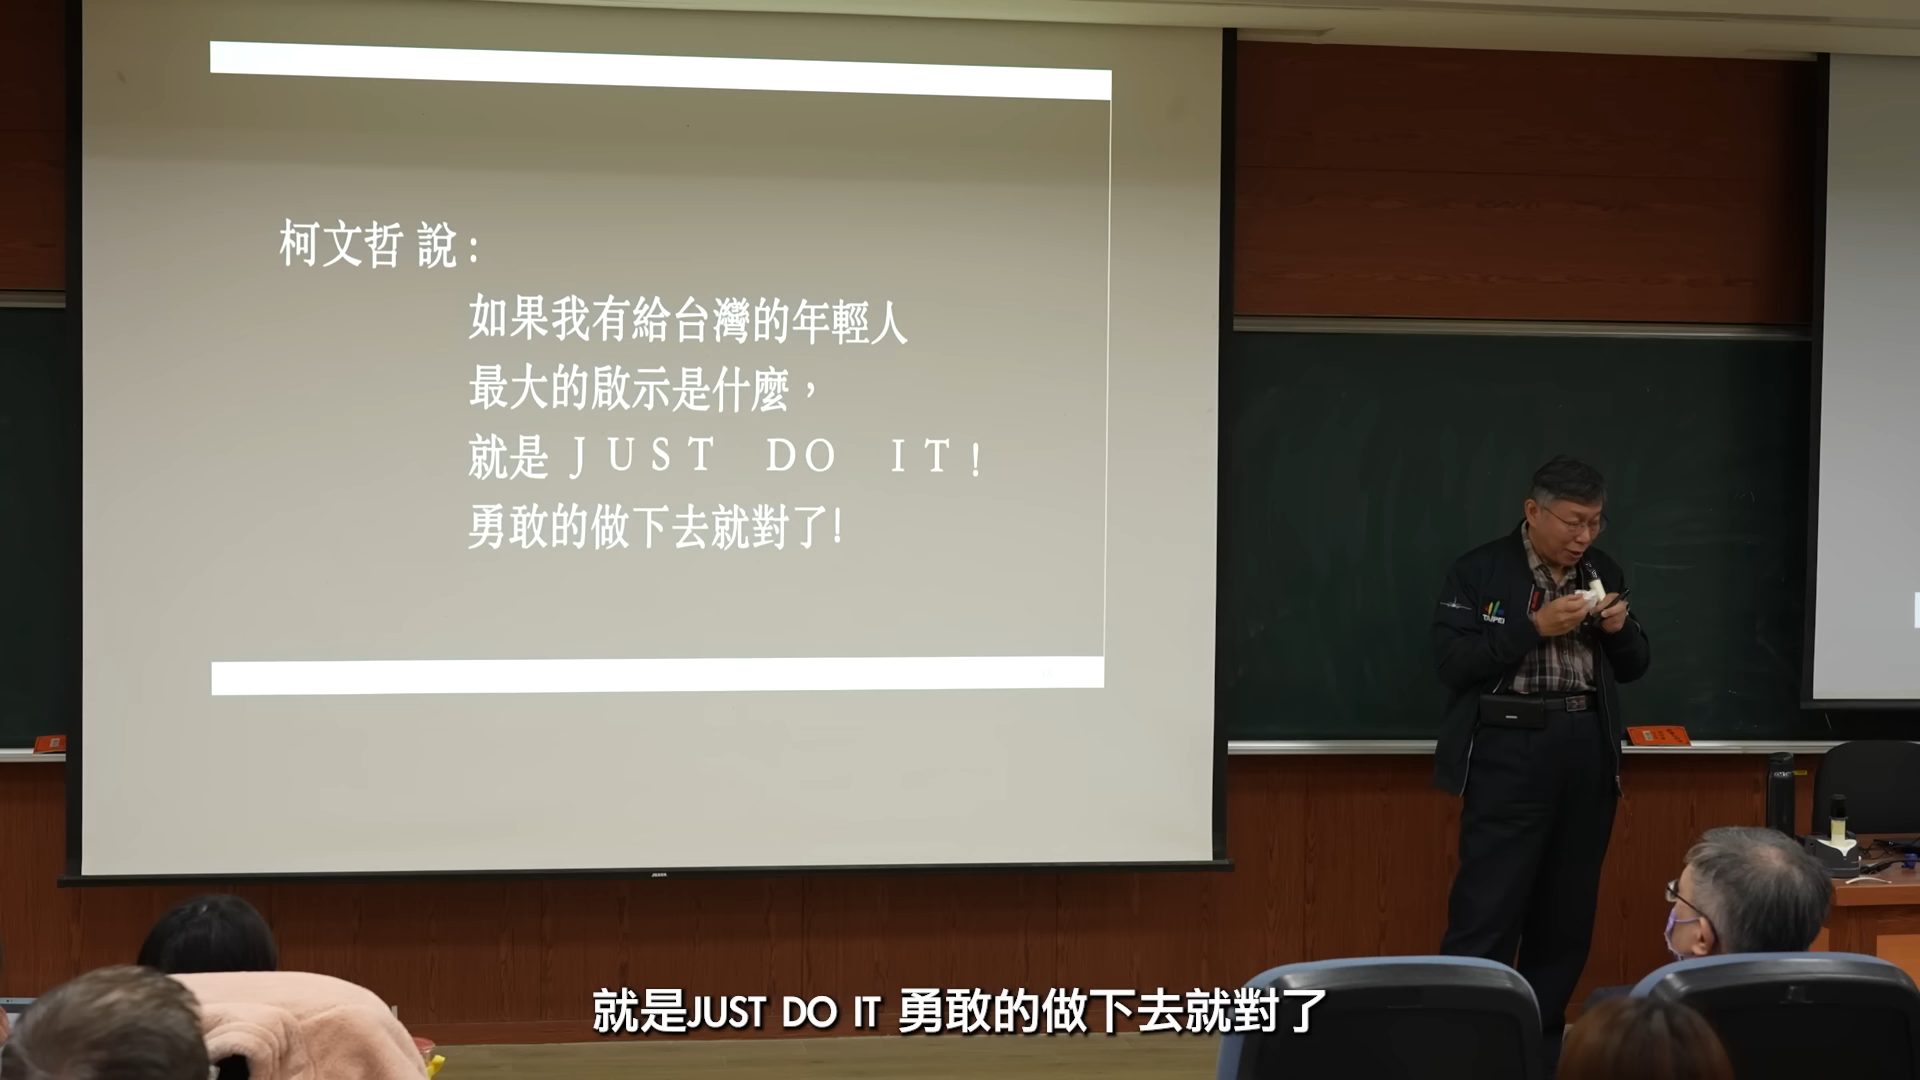 柯文哲 說：
如果我有給台灣的年輕人
最大的啟示是什麼，
就是 JUST DO IT！
勇敢的做下去就對了!
TAIPEI
就是JUST DO IT 勇敢的做下去就對了